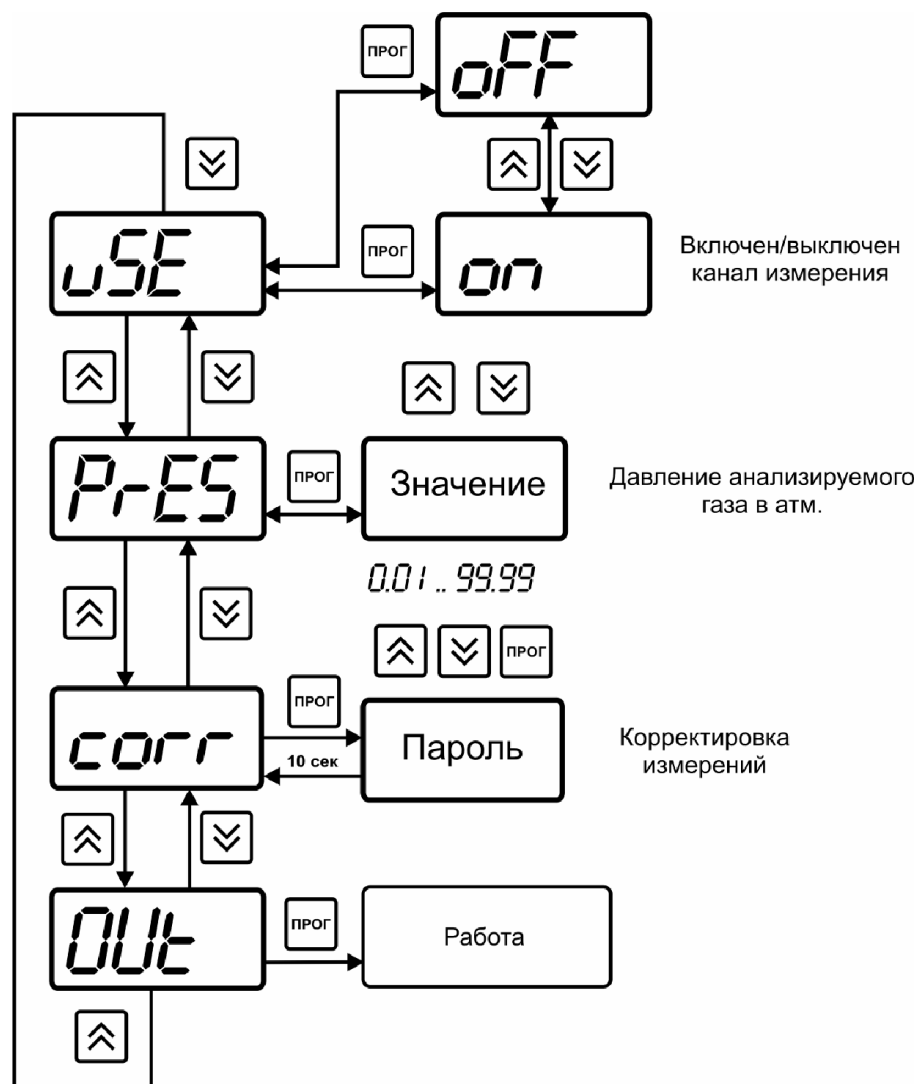 ПРОГ
oFF
uSE
ПРОГ
on
Включен/выключен
канал измерения
PrES
ПРОГ
Значение
Давление анализируемого
газа в атм.
0.01 .. 99.99
ПРОГ
corr
ПРОГ
10 сек
Пароль
Корректировка
измерений
OUt
ПРОГ
Работа